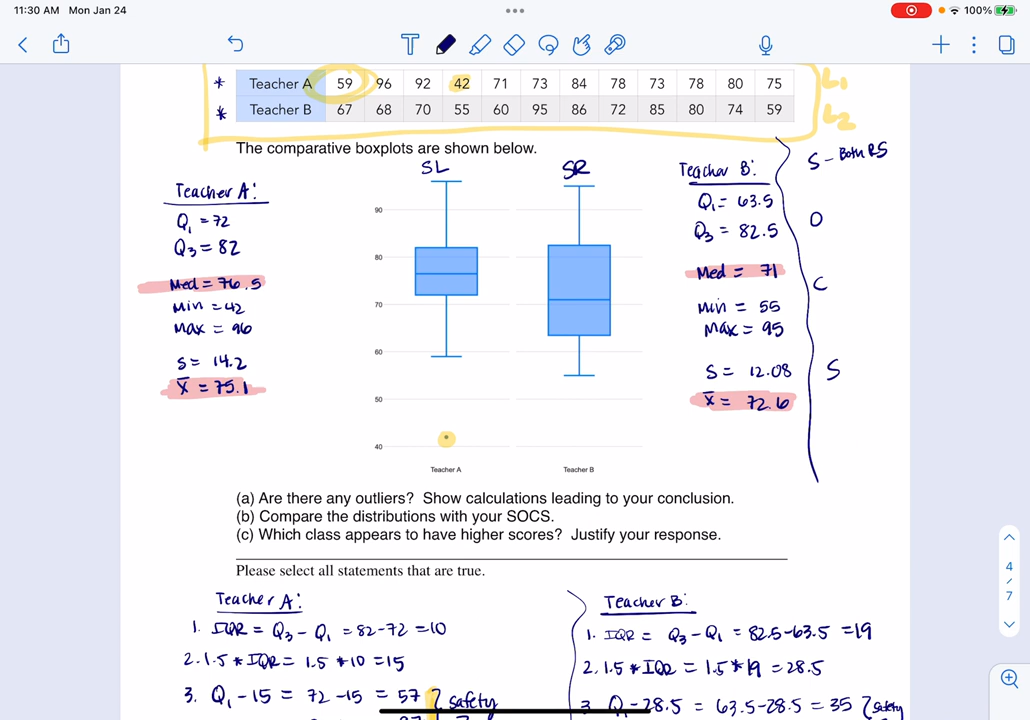 11:30 AM Mon Jan 24
100%
T
* Teacher A 59 96 92 42 71 73 84 78 73 78 80 75 L1
* Teacher B 67 68 70 55 60 95 86 72 85 80 74 59 L2
The comparative boxplots are shown below.
SL SR
Teacher A:
Q1 = 72
Q3 = 82
Med = 76.5
Min = 42
Max = 96
S = 14.2
x̄ = 75.1
90
80
70
60
50
40
Teacher A Teacher B
Teacher B:
Q1 = 63.5
Q3 = 82.5
Med = 71
Min = 55
Max = 95
S = 12.08
x̄ = 72.6
S - Both RS
O
C
S
(a) Are there any outliers? Show calculations leading to your conclusion.
(b) Compare the distributions with your SOCS.
(c) Which class appears to have higher scores? Justify your response.
Please select all statements that are true.
Teacher A:
1. IQR = Q3 - Q1 = 82-72 = 10
2. 1.5 * IQR = 1.5 * 10 = 15
3. Q1 - 15 = 72 - 15 = 57 } safety
Teacher B:
1. IQR = Q3 - Q1 = 82.5-63.5 = 19
2. 1.5 * IQR = 1.5 * 19 = 28.5
3. Q1 - 28.5 = 63.5-28.5 = 35 } safety
4
/
7